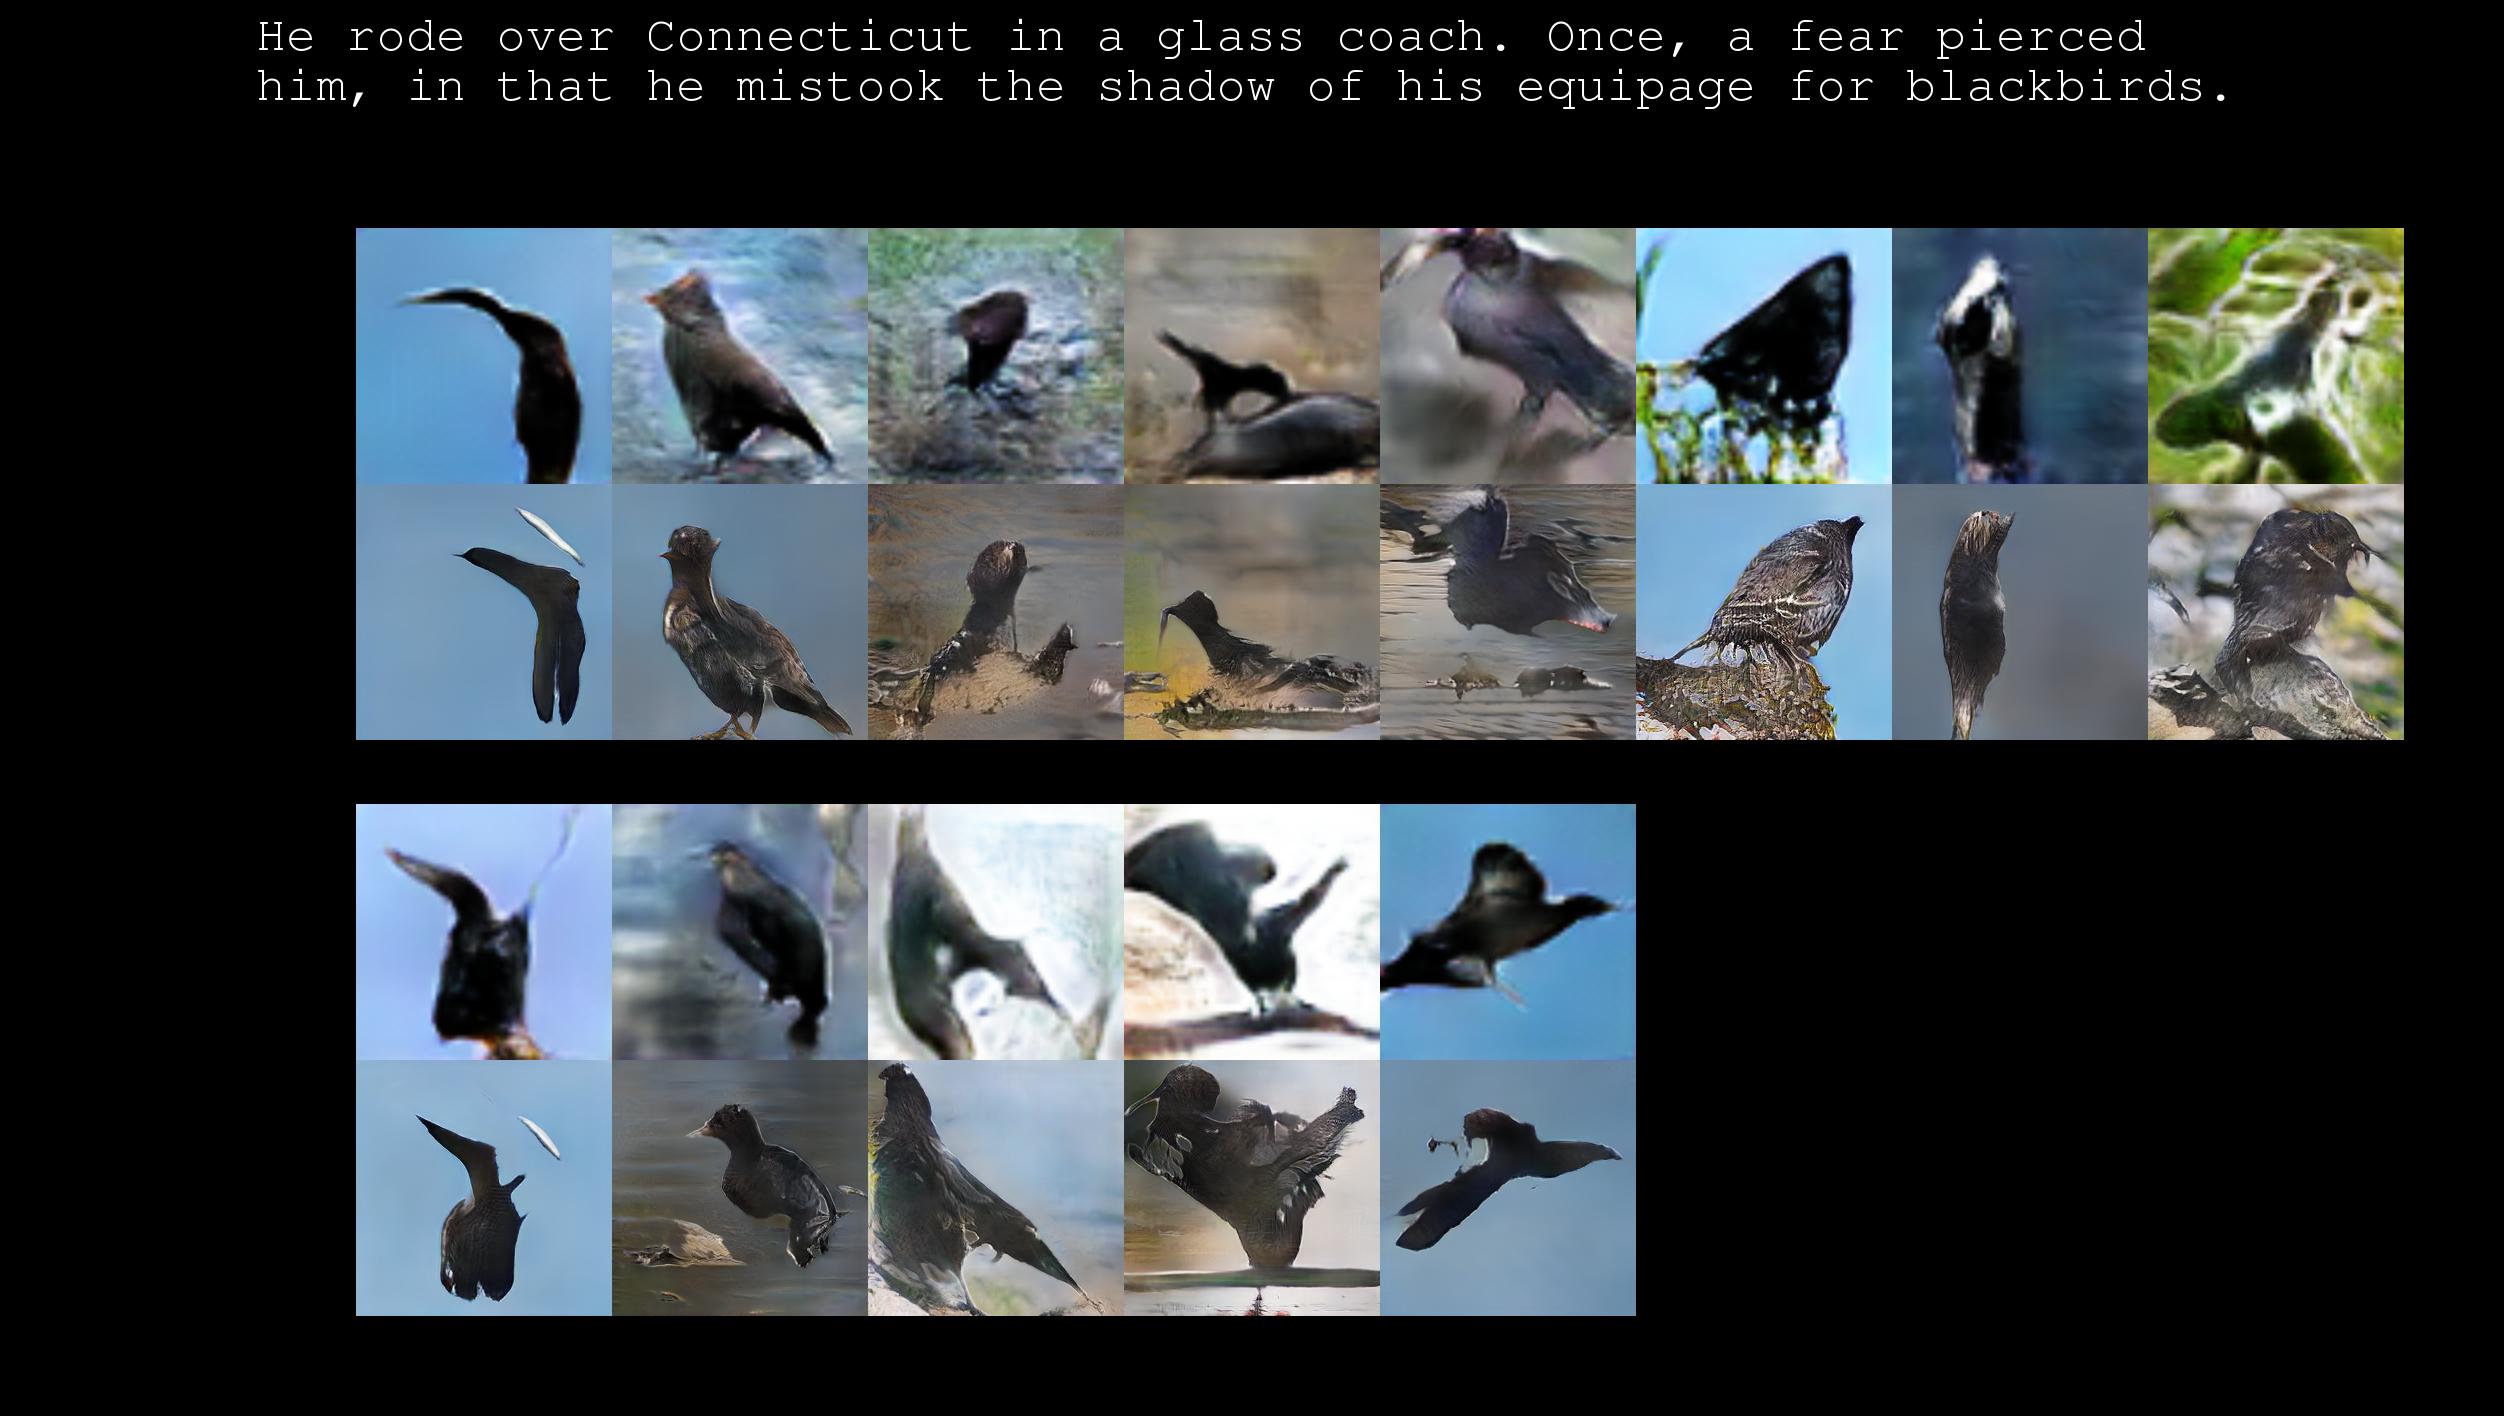 He rode over Connecticut in a glass coach. Once, a fear pierced
him, in that he mistook the shadow of his equipage for blackbirds.